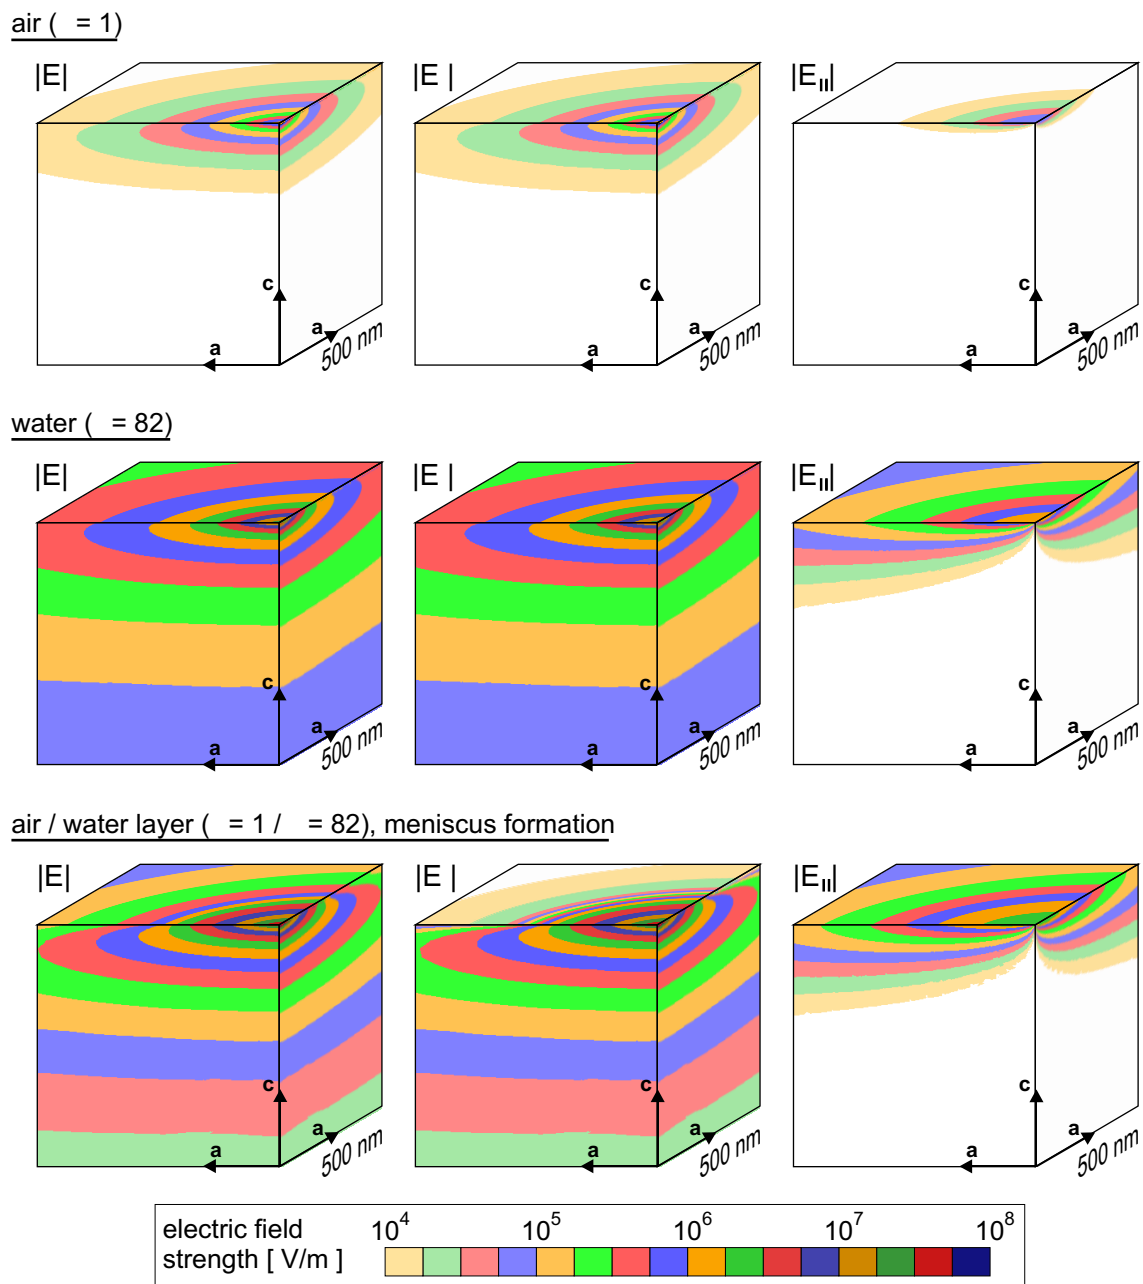 air (  = 1)
|E| |E | |E||||
c c c
a a 500 nm a a 500 nm a a 500 nm
water (  = 82)
|E| |E | |E||||
c c c
a a 500 nm a a 500 nm a a 500 nm
air / water layer (  = 1 /   = 82), meniscus formation
|E| |E | |E||||
c c c
a a 500 nm a a 500 nm a a 500 nm
electric field 10⁴ 10⁵ 10⁶ 10⁷ 10⁸
strength [ V/m ]